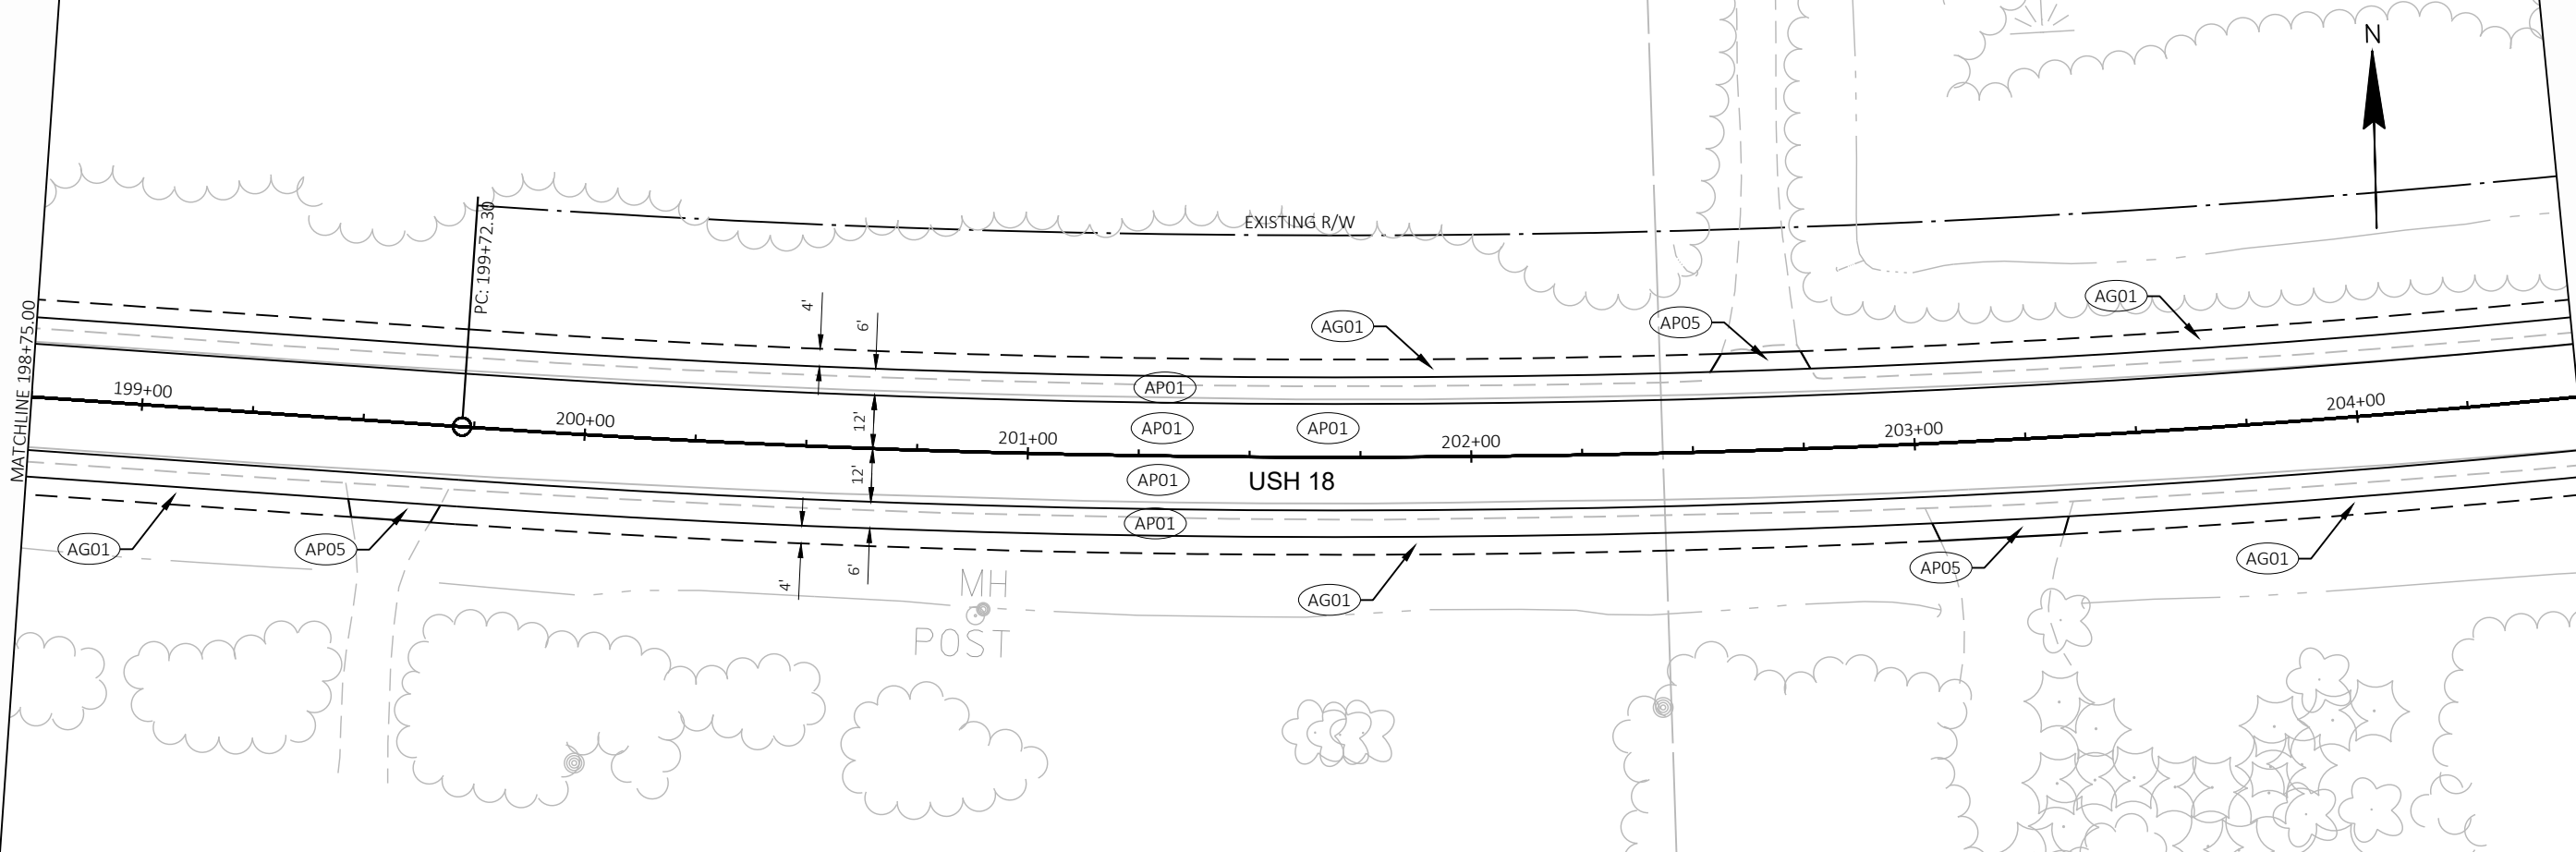 N
PC: 199+72.30
EXISTING R/W
MATCHLINE 198+75.00
4'
6'
AG01
AP05
AG01
199+00
200+00
201+00
202+00
203+00
204+00
AP01
12'
AP01
AP01
12'
AP01
USH 18
AP01
AG01
AP05
4'
6'
MH
POST
AG01
AP05
AG01